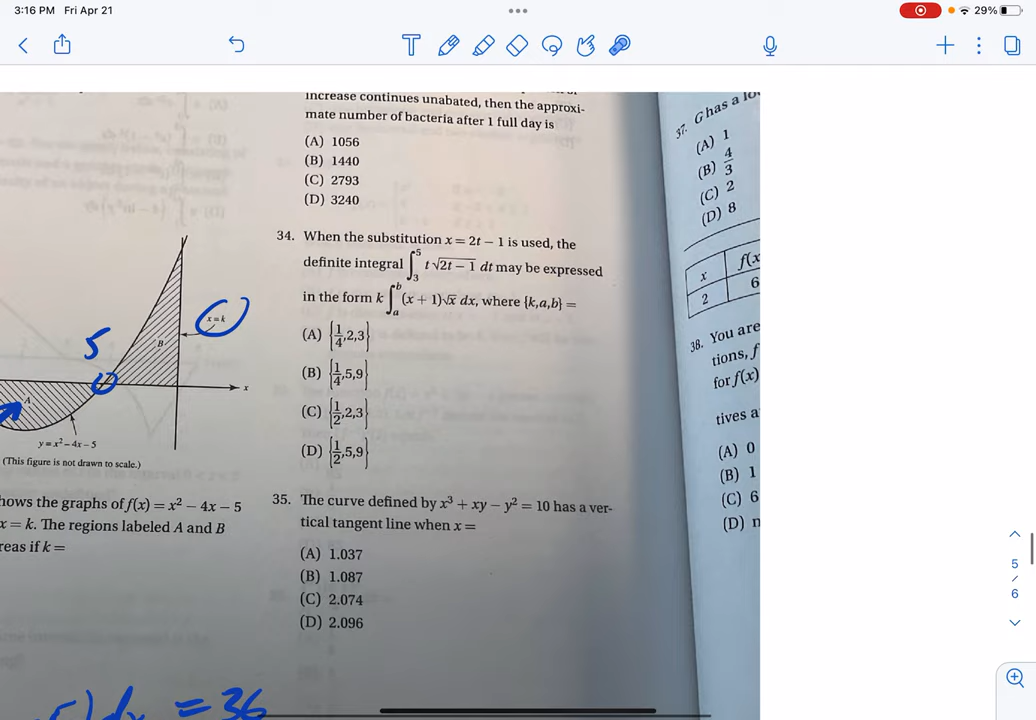 3:16 PM Fri Apr 21
29%
increase continues unabated, then the approxi-
mate number of bacteria after 1 full day is
(A) 1056
(B) 1440
(C) 2793
(D) 3240
34. When the substitution x = 2t − 1 is used, the
definite integral ∫₃⁵ t √(2t − 1) dt may be expressed
in the form k ∫ₐᵇ (x + 1)√x dx, where {k,a,b} =
(A) {1/4,2,3}
(B) {1/4,5,9}
(C) {1/2,2,3}
(D) {1/2,5,9}
35. The curve defined by x³ + xy − y² = 10 has a ver-
tical tangent line when x =
(A) 1.037
(B) 1.087
(C) 2.074
(D) 2.096
5
x = k
B
x
A
y = x² − 4x − 5
(This figure is not drawn to scale.)
hows the graphs of f(x) = x² − 4x − 5
x = k. The regions labeled A and B
reas if k =
) dx = 36
37. G has a lo
(A) 1
(B) 4/3
(C) 2
(D) 8
x f(x
2 6
38. You are
tions, f
for f(x)
tives a
(A) 0
(B) 1
(C) 6
(D) n
5
/
6